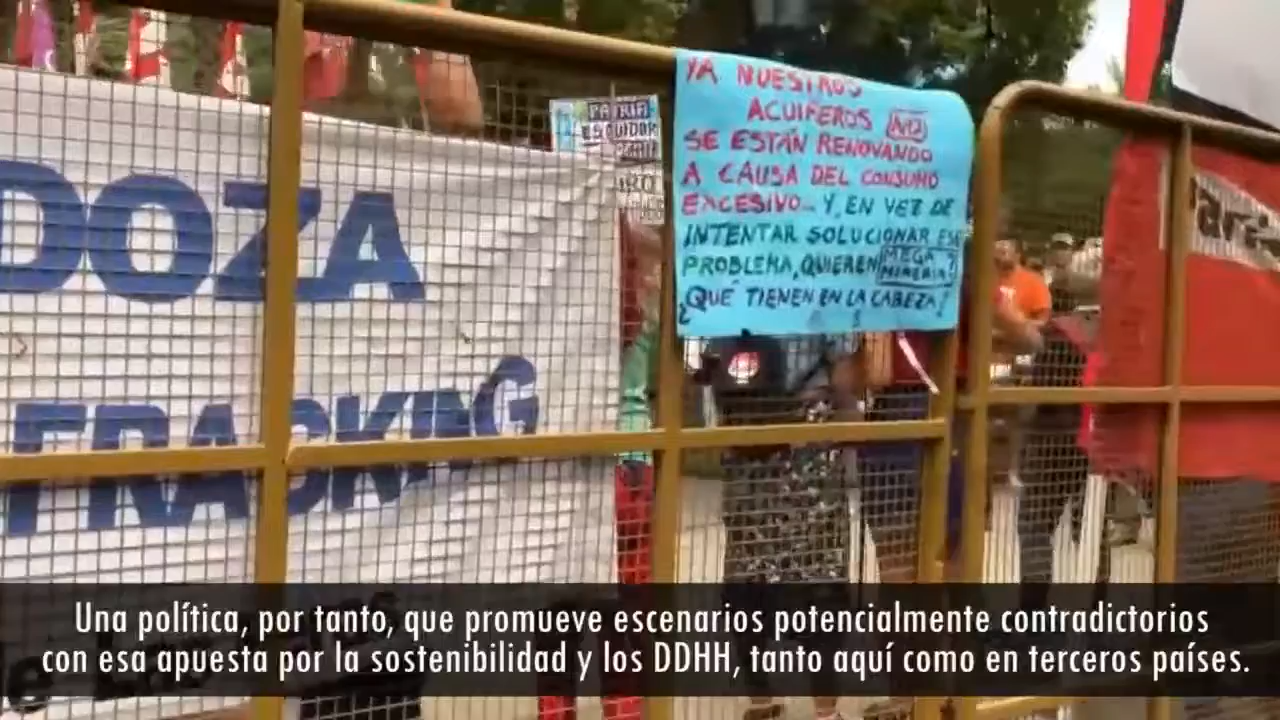 DOZA
FRACKING
YA NUESTROS
ACUIFEROS NO
SE ESTÁN RENOVANDO
A CAUSA DEL CONSUMO
EXCESIVO... Y, EN VEZ DE
INTENTAR SOLUCIONAR ESE
PROBLEMA, QUIEREN MEGA
MINERIA?
¿QUÉ TIENEN EN LA CABEZA?
PATRIA
Una política, por tanto, que promueve escenarios potencialmente contradictorios
con esa apuesta por la sostenibilidad y los DDHH, tanto aquí como en terceros países.